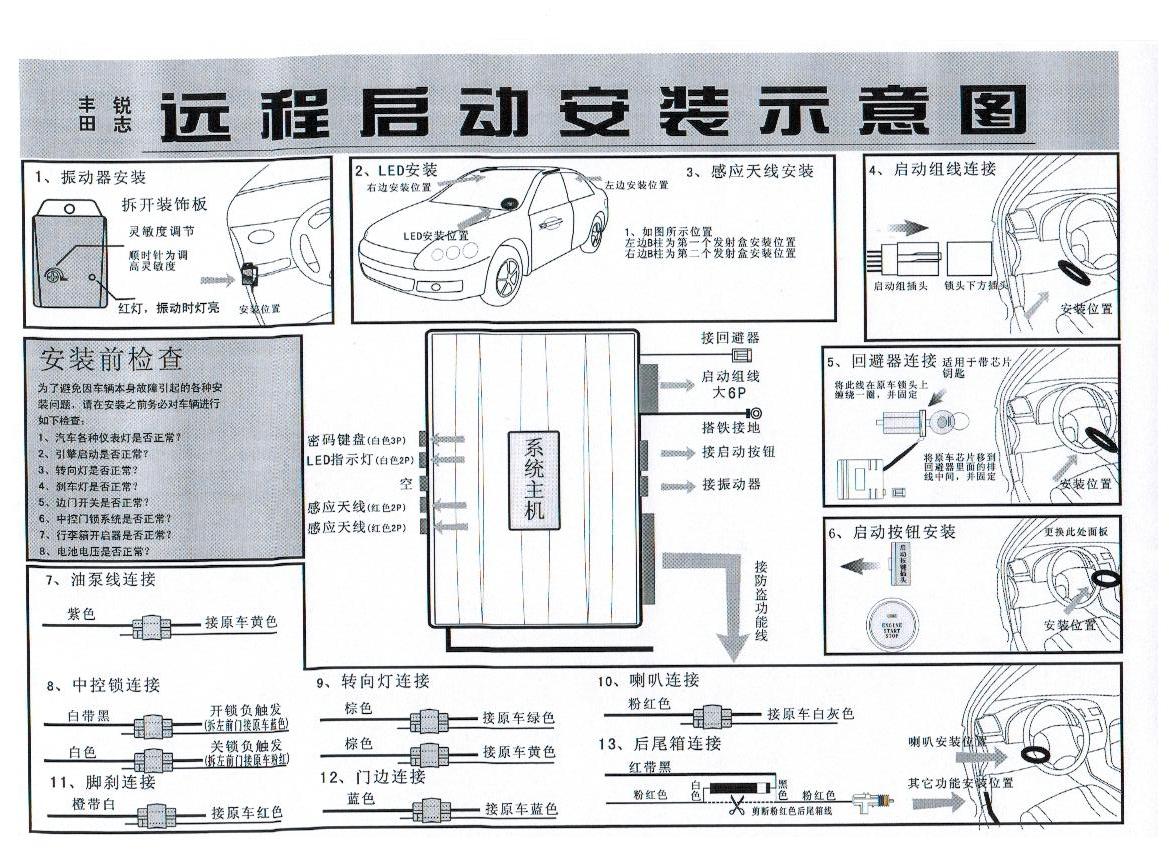 丰田 锐志
远程启动安装示意图
1、振动器安装
拆开装饰板
灵敏度调节
顺时针为调
高灵敏度
红灯，振动时灯亮
安装位置
2、LED安装
右边安装位置
LED安装位置
3、感应天线安装
左边安装位置
1、如图所示位置
左边B柱为第一个发射盒安装位置
右边B柱为第二个发射盒安装位置
4、启动组线连接
启动组插头
锁头下方插头
安装位置
安装前检查
为了避免因车辆本身故障引起的各种安
装问题，请在安装之前务必对车辆进行
如下检查：
1、汽车各种仪表灯是否正常？
2、引擎启动是否正常？
3、转向灯是否正常？
4、刹车灯是否正常？
5、边门开关是否正常？
6、中控门锁系统是否正常？
7、行李箱开启器是否正常？
8、电池电压是否正常？
密码键盘(白色3P)
LED指示灯(白色2P)
空
感应天线(红色2P)
感应天线(红色2P)
系统主机
接回避器
启动组线
大6P
搭铁接地
接启动按钮
接振动器
接防盗功能线
5、回避器连接
适用于带芯片
钥匙
将此线在原车锁头上
缠绕一圈，并固定
将原车芯片移到
回避器里面的排
线中间，并固定
安装位置
6、启动按钮安装
启动按键插头
ENGINE
START
STOP
更换此处面板
安装位置
7、油泵线连接
紫色
接原车黄色
8、中控锁连接
白带黑
开锁负触发
(拆左前门接原车蓝色)
白色
关锁负触发
(拆左前门接原车粉红)
9、转向灯连接
棕色
接原车绿色
棕色
接原车黄色
10、喇叭连接
粉红色
接原车白灰色
11、脚刹连接
橙带白
接原车红色
12、门边连接
蓝色
接原车蓝色
13、后尾箱连接
红带黑
粉红色
白色
黑色
粉红色
剪断粉红色后尾箱线
喇叭安装位置
其它功能安装位置